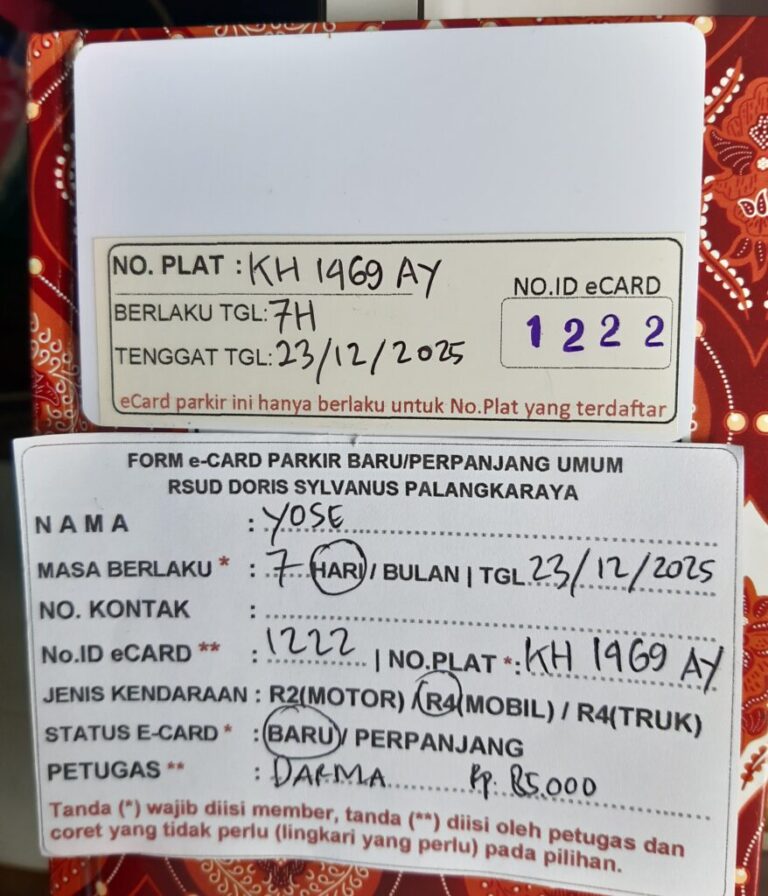 NO. PLAT : KH 1969 AY
BERLAKU TGL: 7H
TENGGAT TGL: 23/12/2025
NO.ID eCARD
1222
eCard parkir ini hanya berlaku untuk No.Plat yang terdaftar
FORM e-CARD PARKIR BARU/PERPANJANG UMUM
RSUD DORIS SYLVANUS PALANGKARAYA
NAMA : YOSE
MASA BERLAKU * : 7 HARI / BULAN | TGL 23/12/2025
NO. KONTAK :
No.ID eCARD ** : 1222 | NO.PLAT *: KH 1969 AY
JENIS KENDARAAN : R2(MOTOR) / R4(MOBIL) / R4(TRUK)
STATUS E-CARD * : BARU / PERPANJANG
PETUGAS ** : DARMA Rp. 85.000
Tanda (*) wajib diisi member, tanda (**) diisi oleh petugas dan
coret yang tidak perlu (lingkari yang perlu) pada pilihan.